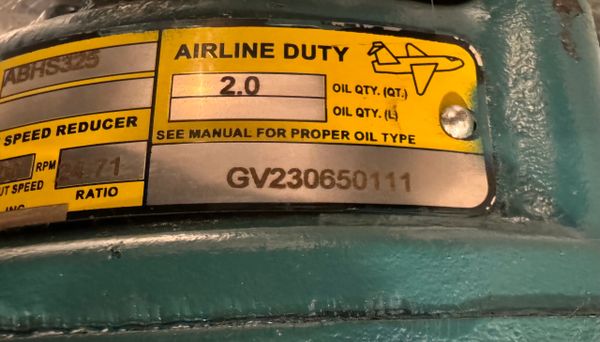 ABHS325
AIRLINE DUTY
2.0 OIL QTY. (QT.)
OIL QTY. (L)
SPEED REDUCER
SEE MANUAL FOR PROPER OIL TYPE
RPM 24.71
SPEED RATIO
GV230650111
INC